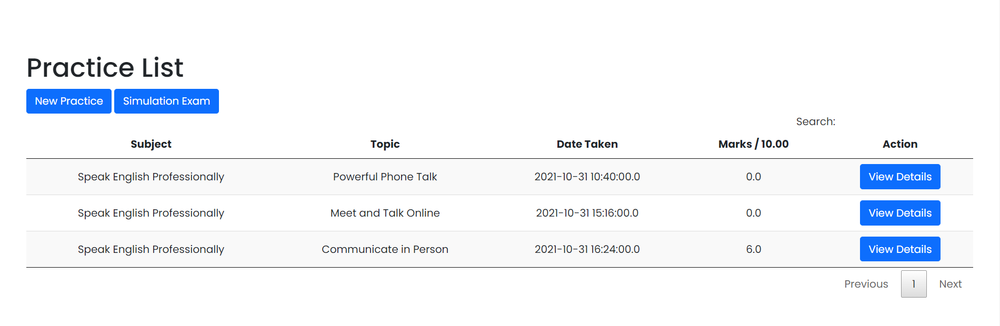 Practice List
New Practice Simulation Exam
Search:
Subject Topic Date Taken Marks / 10.00 Action
Speak English Professionally Powerful Phone Talk 2021-10-31 10:40:00.0 0.0 View Details
Speak English Professionally Meet and Talk Online 2021-10-31 15:16:00.0 0.0 View Details
Speak English Professionally Communicate in Person 2021-10-31 16:24:00.0 6.0 View Details
Previous 1 Next